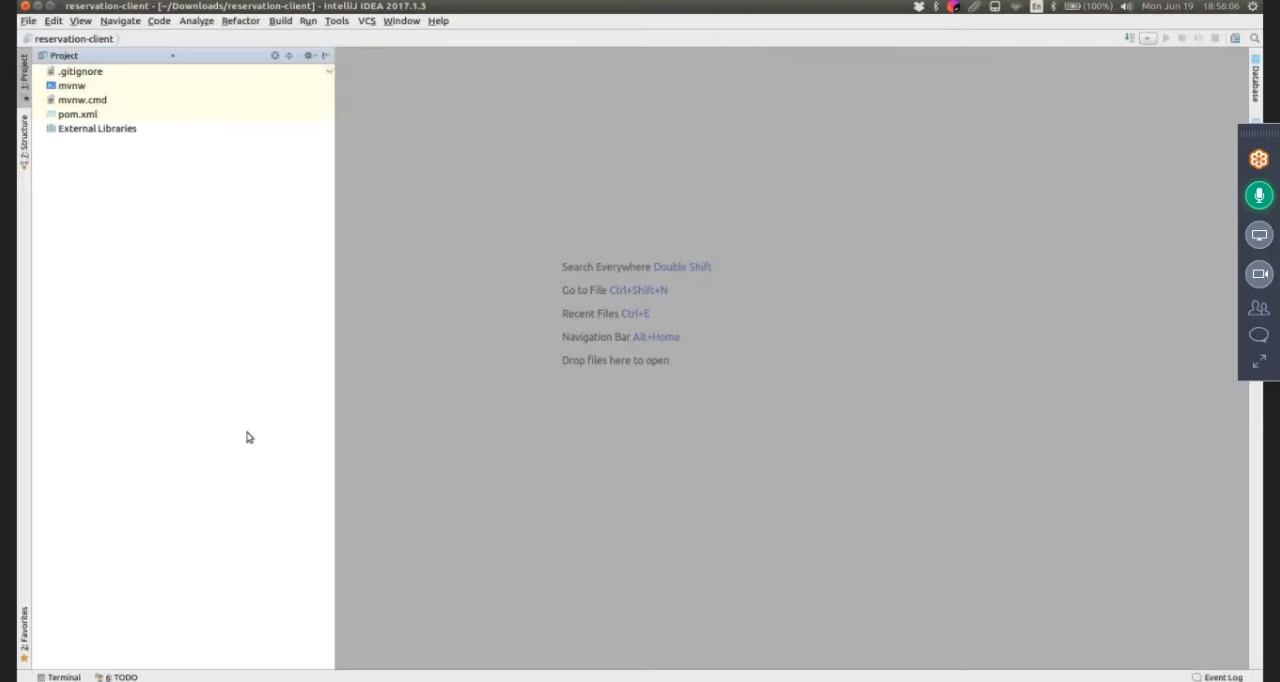 reservation-client - [~/Downloads/reservation-client] - IntelliJ IDEA 2017.1.3
En
(100%)
Mon Jun 19
18:56:06
File Edit View Navigate Code Analyze Refactor Build Run Tools VCS Window Help
reservation-client
1: Project
Project
.gitignore
mvnw
mvnw.cmd
pom.xml
External Libraries
7: Structure
Database
Search Everywhere Double Shift
Go to File Ctrl+Shift+N
Recent Files Ctrl+E
Navigation Bar Alt+Home
Drop files here to open
2: Favorites
Terminal
6: TODO
Event Log